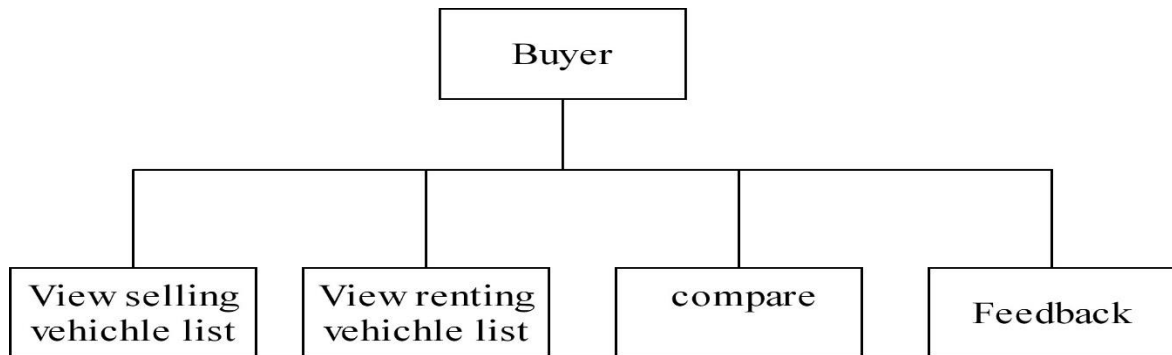 Buyer
View selling
vehichle list
View renting
vehichle list
compare
Feedback